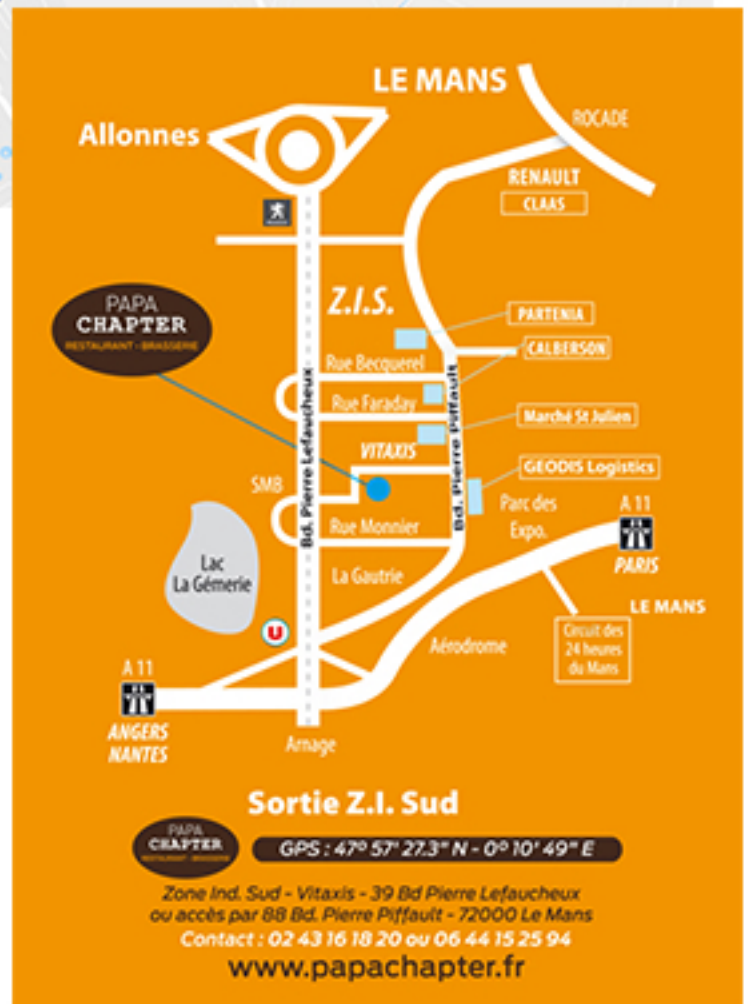 LE MANS
ROCADE
Allonnes
RENAULT
CLAAS
PAPA
CHAPTER
RESTAURANT - BRASSERIE
Z.I.S.
PARTENIA
CALBERSON
Rue Becquerel
Rue Faraday
Marché St Julien
Bd. Pierre Lefaucheux
Bd. Pierre Piffault
VITAXIS
GEODIS Logistics
SMB
Parc des
Expo.
A 11
PARIS
Rue Monnier
Lac
La Gémerie
La Gautrie
LE MANS
U
Aérodrome
Circuit des
24 heures
du Mans
A 11
ANGERS
NANTES
Arnage
Sortie Z.I. Sud
PAPA
CHAPTER
RESTAURANT - BRASSERIE
GPS : 47° 57' 27.3" N - 0° 10' 49" E
Zone Ind. Sud - Vitaxis - 39 Bd Pierre Lefaucheux
ou accès par 88 Bd. Pierre Piffault - 72000 Le Mans
Contact : 02 43 16 18 20 ou 06 44 15 25 94
www.papachapter.fr